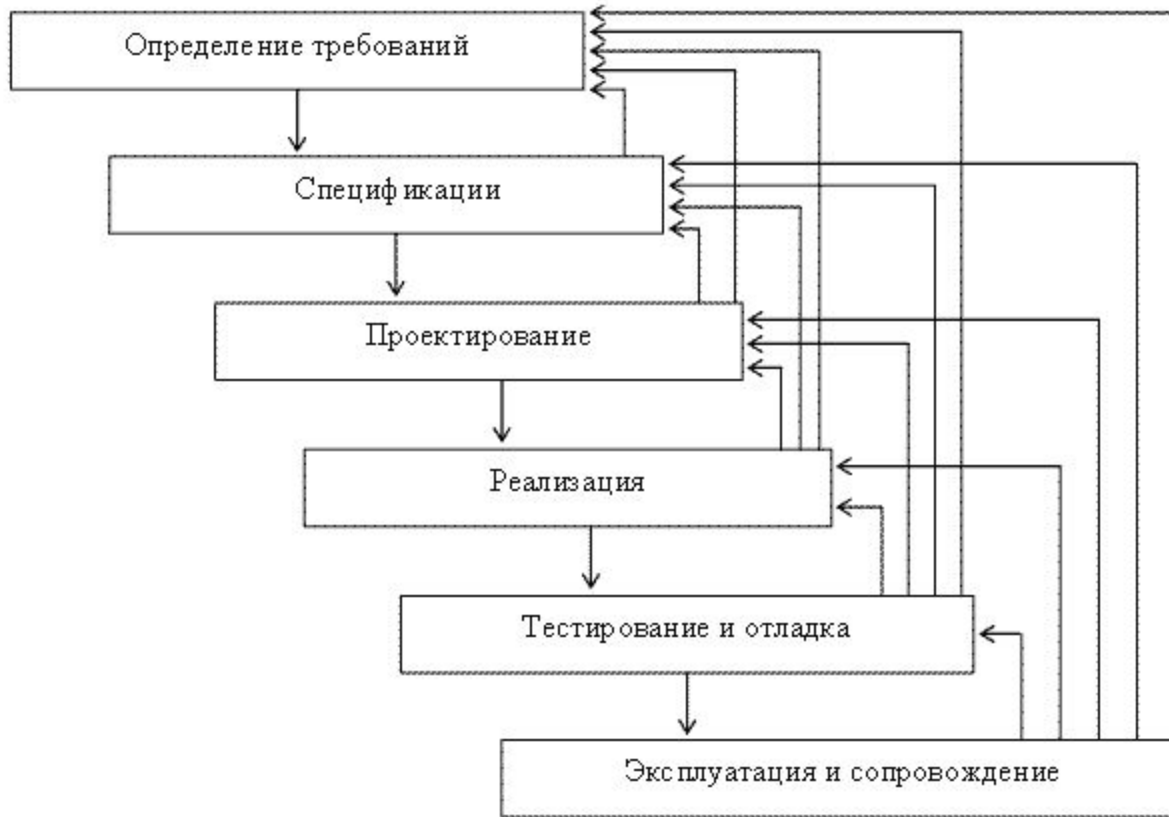 Определение требований
Спецификации
Проектирование
Реализация
Тестирование и отладка
Эксплуатация и сопровождение